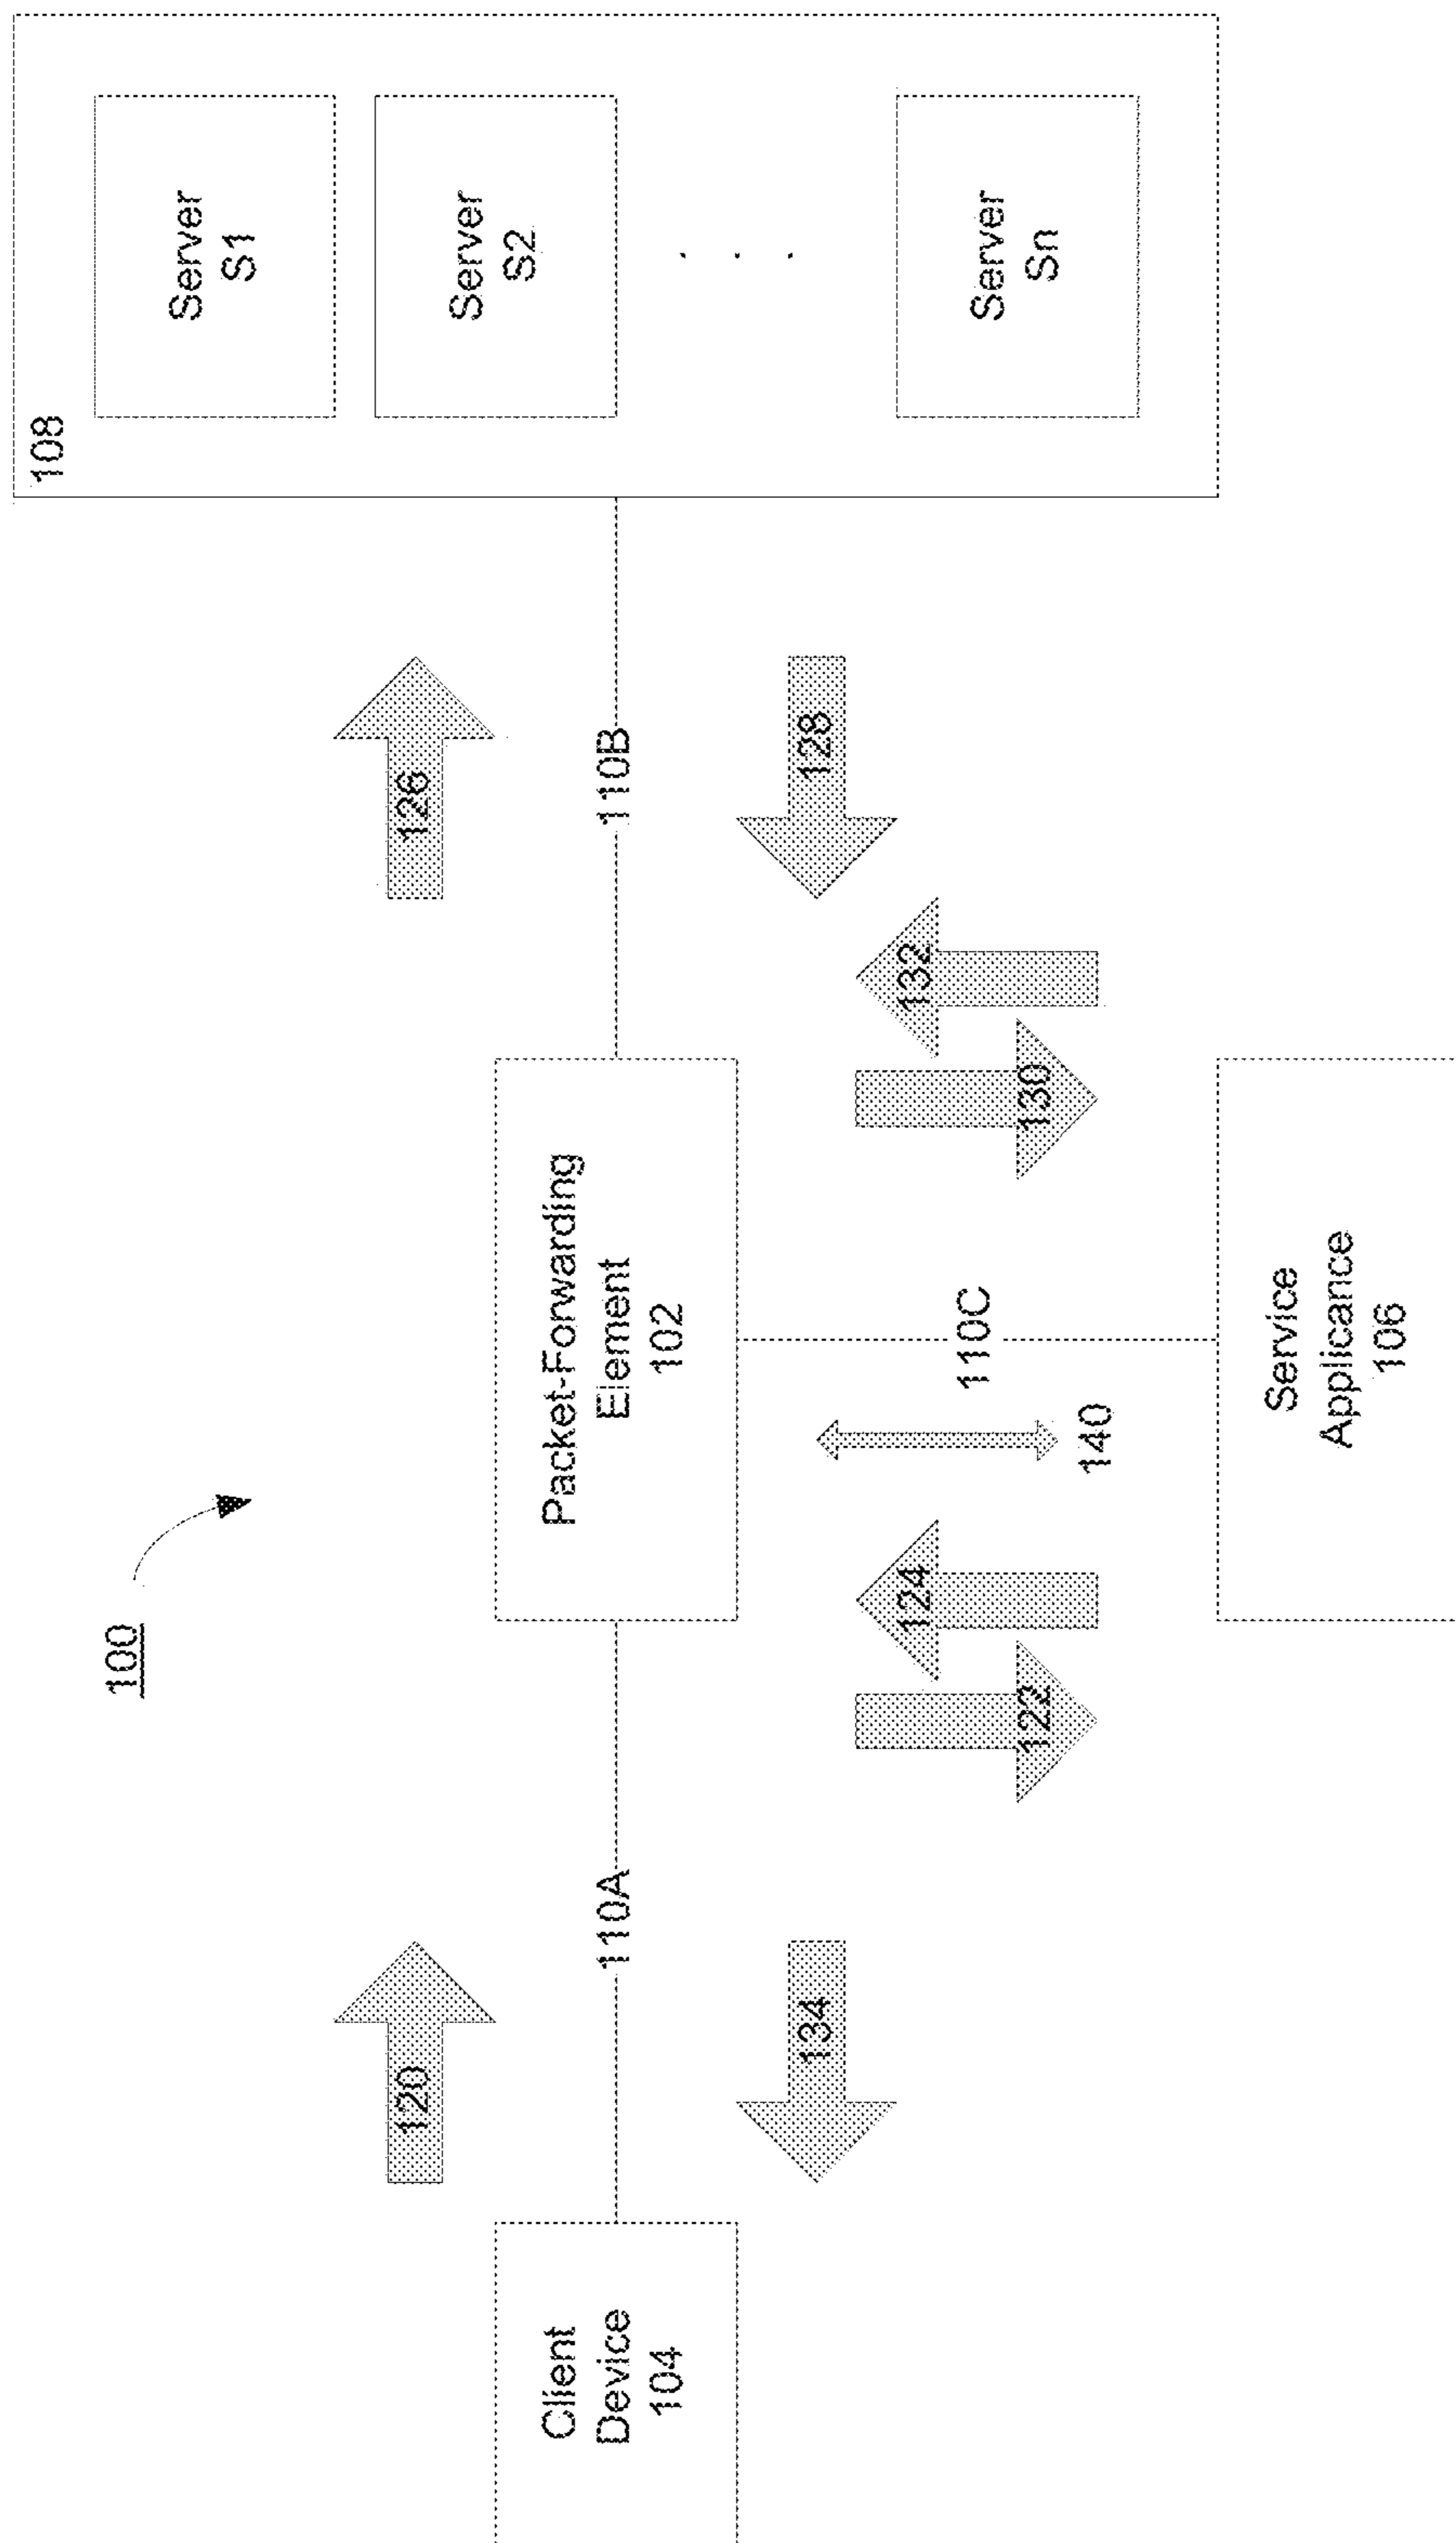 108
100
Server
S1
120
126
Server
S2
Client
Device
104
Packet-Forwarding
Element
102
110A
110B
. . .
134
128
124
132
110C
Server
Sn
122
130
140
Service
Applicance
106